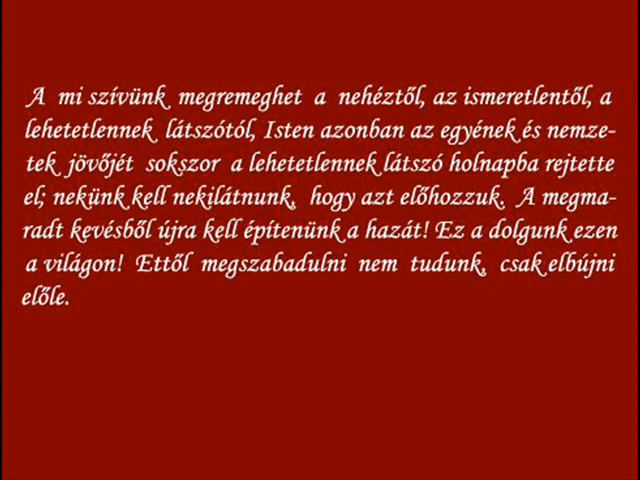 A mi szívünk megremeghet a nehéztől, az ismeretlentől, a
lehetetlennek látszótól, Isten azonban az egyének és nemze-
tek jövőjét sokszor a lehetetlennek látszó holnapba rejtette
el; nekünk kell nekilátnunk, hogy azt előhozzuk. A megma-
radt kevésből újra kell építenünk a hazát! Ez a dolgunk ezen
a világon! Ettől megszabadulni nem tudunk, csak elbújni
előle.